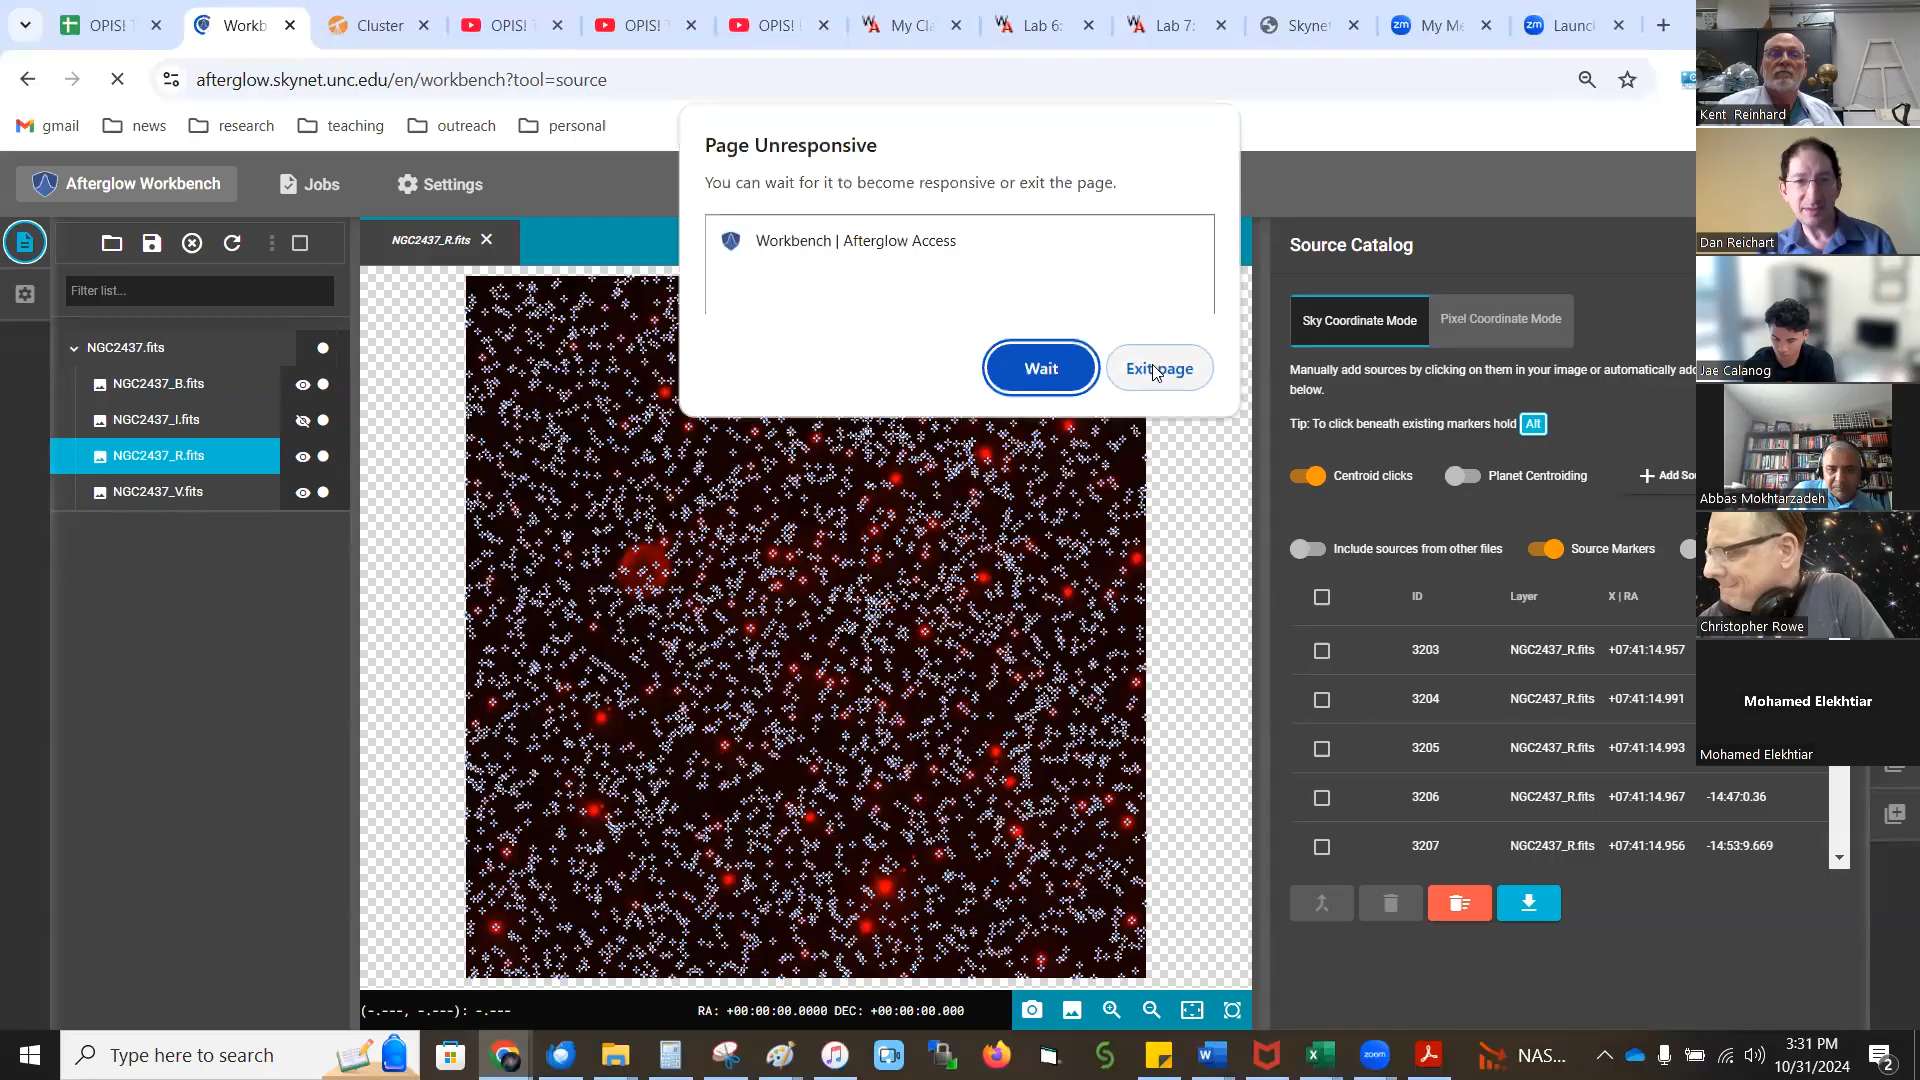 OPIS! T
Workb
Cluster
OPIS!
OPIS!
OPIS!
My Cla
Lab 6:
Lab 7:
Skynet
My Me
Launc
afterglow.skynet.unc.edu/en/workbench?tool=source
gmail
news
research
teaching
outreach
personal
Page Unresponsive
You can wait for it to become responsive or exit the page.
Workbench | Afterglow Access
Wait
Exit page
Afterglow Workbench
Jobs
Settings
Filter list...
NGC2437.fits
NGC2437_B.fits
NGC2437_I.fits
NGC2437_R.fits
NGC2437_V.fits
NGC2437_R.fits
(-.---, -.---): -.---
RA: +00:00:00.0000 DEC: +00:00:00.000
Source Catalog
Sky Coordinate Mode
Pixel Coordinate Mode
Manually add sources by clicking on them in your image or automatically add
below.
Tip: To click beneath existing markers hold Alt
Centroid clicks
Planet Centroiding
Add Sou
Include sources from other files
Source Markers
ID Layer X | RA
3203 NGC2437_R.fits +07:41:14.957
3204 NGC2437_R.fits +07:41:14.991
3205 NGC2437_R.fits +07:41:14.993
3206 NGC2437_R.fits +07:41:14.967 -14:47:0.36
3207 NGC2437_R.fits +07:41:14.956 -14:53:9.669
Kent Reinhard
Dan Reichart
Jae Calanog
Abbas Mokhtarzadeh
Christopher Rowe
Mohamed Elekhtiar
Mohamed Elekhtiar
Type here to search
zoom
NAS...
3:31 PM
10/31/2024
2